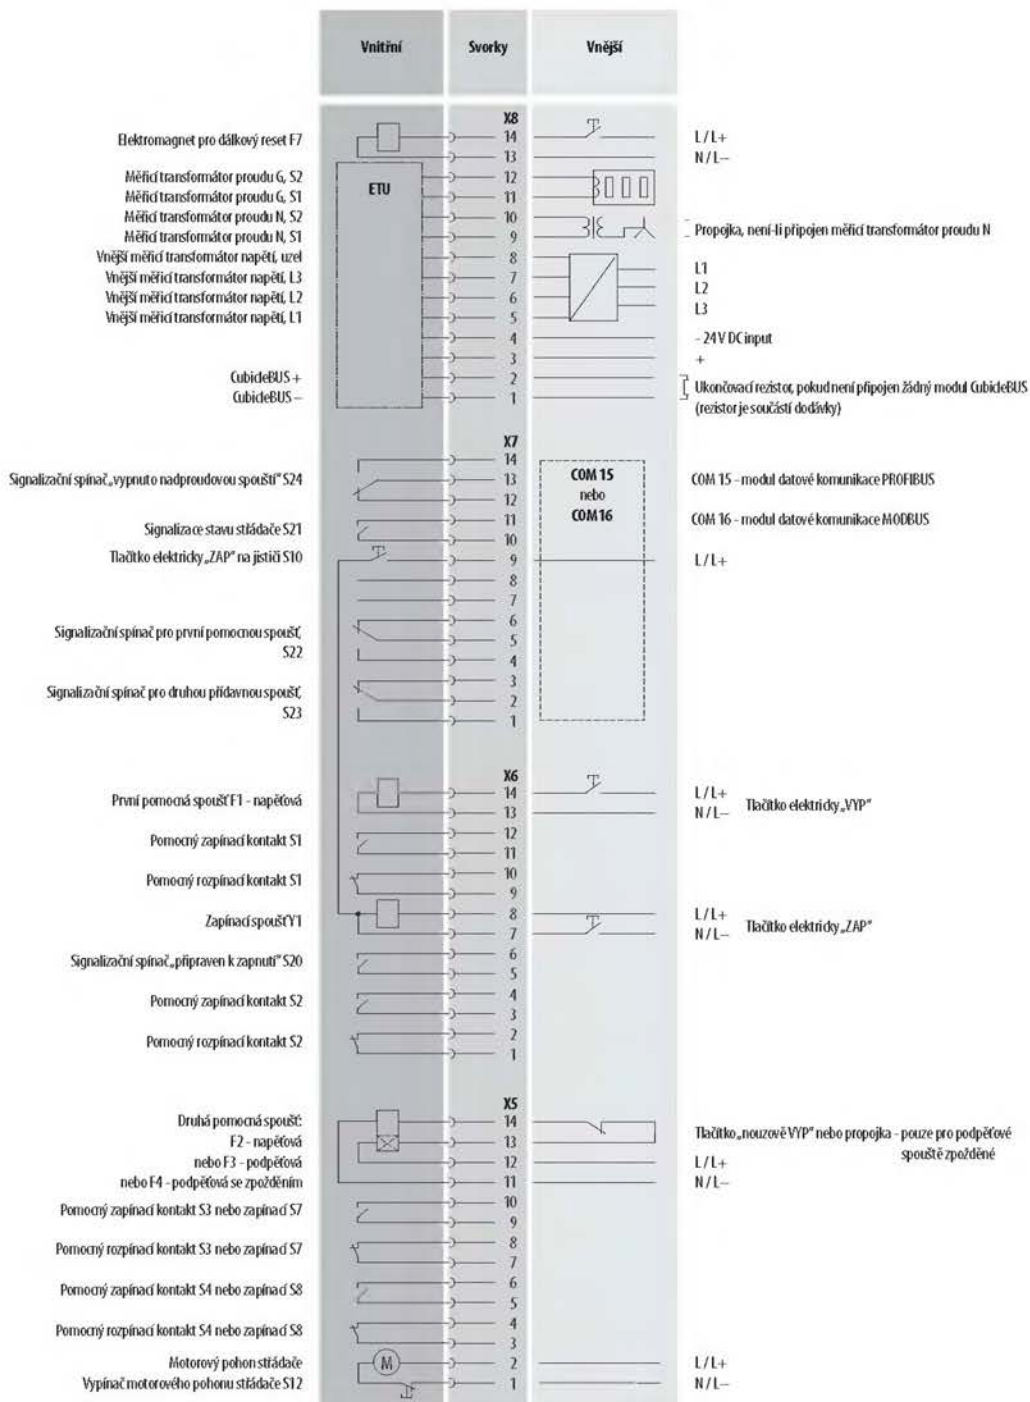 Vnitřní Svorky Vnější
X8
Elektromagnet pro dálkový reset F7 14 L / L+
13 N / L–
ETU
Měřicí transformátor proudu G, S2 12
Měřicí transformátor proudu G, S1 11
Měřicí transformátor proudu N, S2 10
Měřicí transformátor proudu N, S1 9 Propojka, není-li připojen měřicí transformátor proudu N
Vnější měřicí transformátor napětí, uzel 8
Vnější měřicí transformátor napětí, L3 7 L1
Vnější měřicí transformátor napětí, L2 6 L2
Vnější měřicí transformátor napětí, L1 5 L3
4 - 24 V DC input
3 +
CubicleBUS + 2 Ukončovací rezistor, pokud není připojen žádný modul CubicleBUS
CubicleBUS – 1 (rezistor je součástí dodávky)
X7
14
Signalizační spínač „vypnuto nadproudovou spouští“ S24 13 COM 15 COM 15 - modul datové komunikace PROFIBUS
12 nebo
Signalizace stavu střádače S21 11 COM 16 COM 16 - modul datové komunikace MODBUS
10
Tlačítko elektricky „ZAP“ na jističi S10 9 L / L+
8
7
6
Signalizační spínač pro první pomocnou spoušť, 5
S22 4
3
Signalizační spínač pro druhou přídavnou spoušť, 2
S23 1
X6
První pomocná spoušť F1 - napěťová 14 L / L+ Tlačítko elektricky „VYP“
13 N / L–
Pomocný zapínací kontakt S1 12
11
Pomocný rozpínací kontakt S1 10
9
Zapínací spoušť Y1 8 L / L+ Tlačítko elektricky „ZAP“
7 N / L–
Signalizační spínač „připraven k zapnutí“ S20 6
5
Pomocný zapínací kontakt S2 4
3
Pomocný rozpínací kontakt S2 2
1
X5
Druhá pomocná spoušť: 14
F2 - napěťová 13 Tlačítko „nouzově VYP“ nebo propojka - pouze pro podpěťové
spouště zpožděné
nebo F3 - podpěťová 12 L / L+
nebo F4 - podpěťová se zpožděním 11 N / L–
Pomocný zapínací kontakt S3 nebo zapínací S7 10
9
Pomocný rozpínací kontakt S3 nebo zapínací S7 8
7
Pomocný zapínací kontakt S4 nebo zapínací S8 6
5
Pomocný rozpínací kontakt S4 nebo zapínací S8 4
3
Motorový pohon střádače M 2 L / L+
Vypínač motorového pohonu střádače S12 1 N / L–